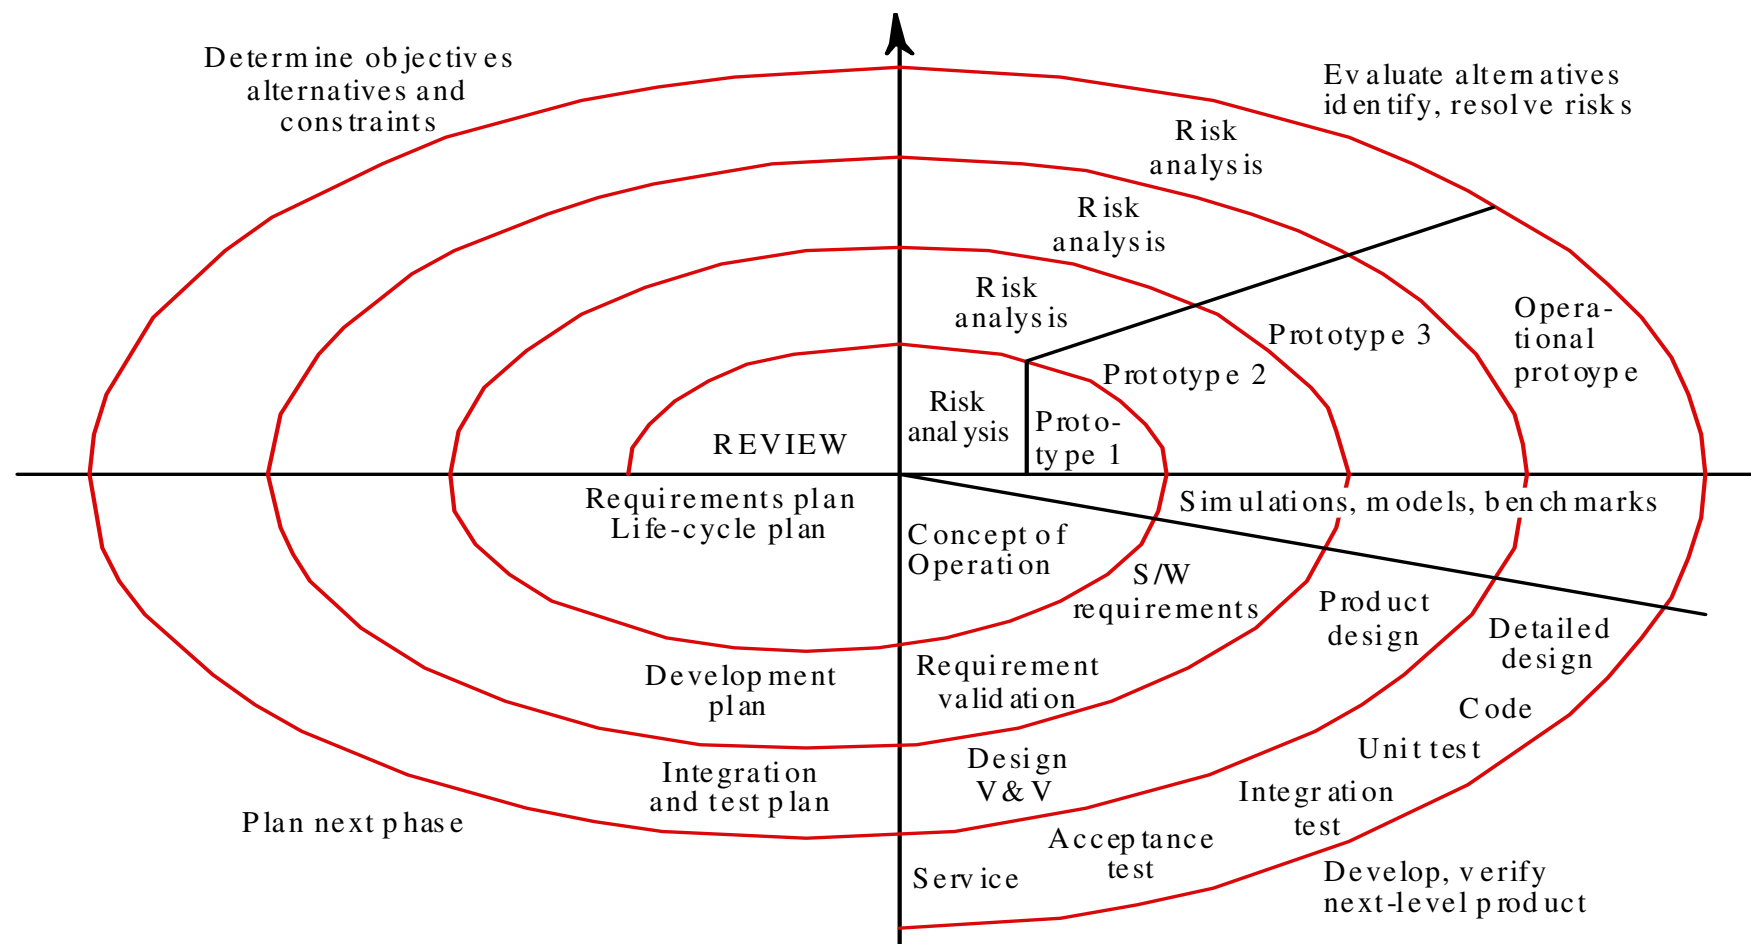 Determine objectives
alternatives and
constraints
Evaluate alternatives
identify, resolve risks
Risk
analysis
Risk
analysis
Risk
analysis
Risk
analysis
Proto-
type 1
Prototype 2
Prototype 3
Opera-
tional
protoype
REVIEW
Requirements plan
Life-cycle plan
Simulations, models, benchmarks
Concept of
Operation
S/W
requirements
Product
design
Detailed
design
Development
plan
Requirement
validation
Code
Unit test
Integration
and test plan
Design
V & V
Integration
test
Plan next phase
Acceptance
test
Service
Develop, verify
next-level product